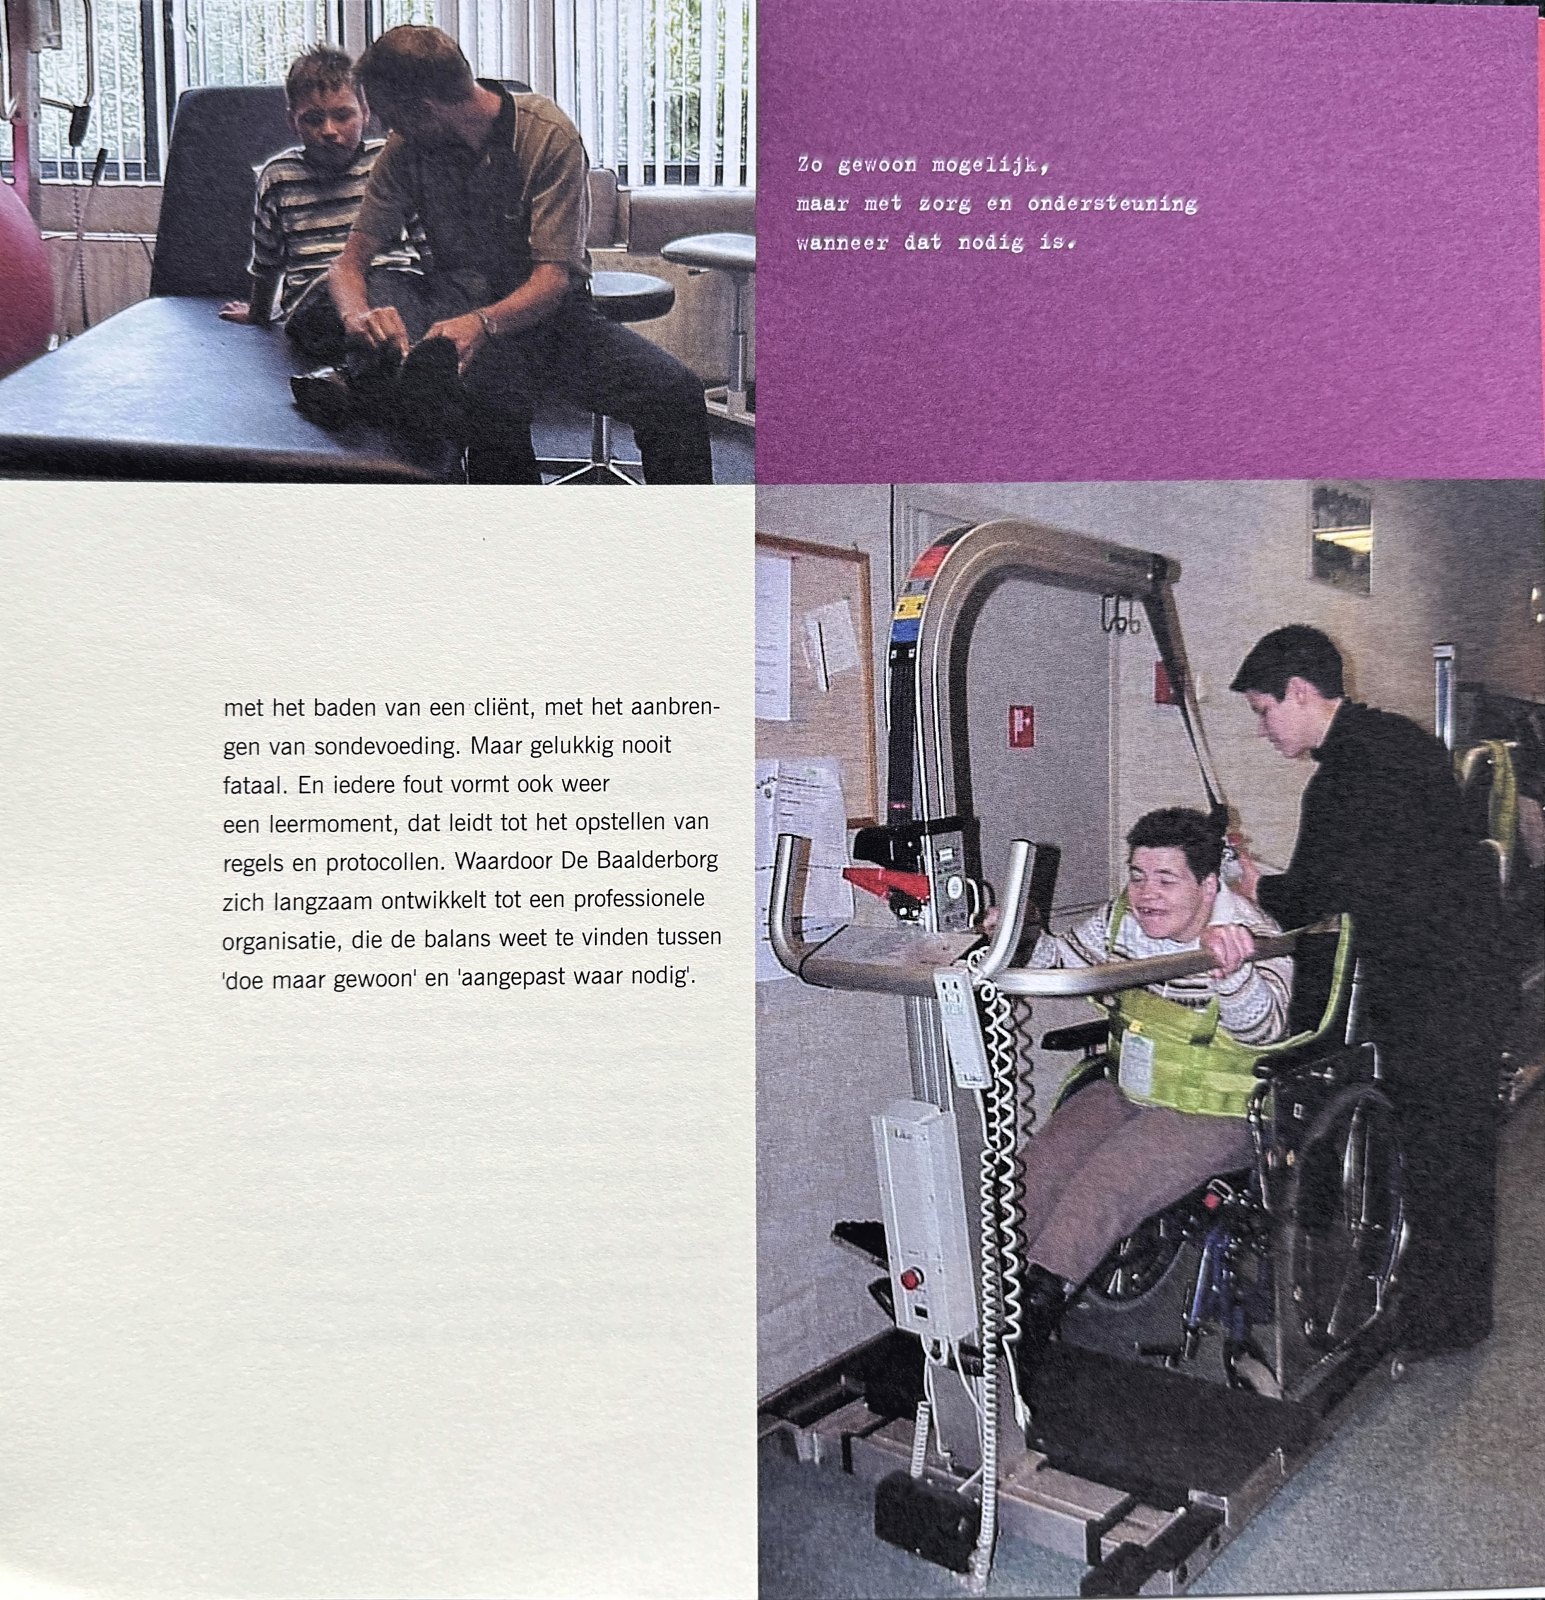 Zo gewoon mogelijk,
maar met zorg en ondersteuning
wanneer dat nodig is.
met het baden van een cliënt, met het aanbren-
gen van sondevoeding. Maar gelukkig nooit
fataal. En iedere fout vormt ook weer
een leermoment, dat leidt tot het opstellen van
regels en protocollen. Waardoor De Baalderborg
zich langzaam ontwikkelt tot een professionele
organisatie, die de balans weet te vinden tussen
'doe maar gewoon' en 'aangepast waar nodig'.